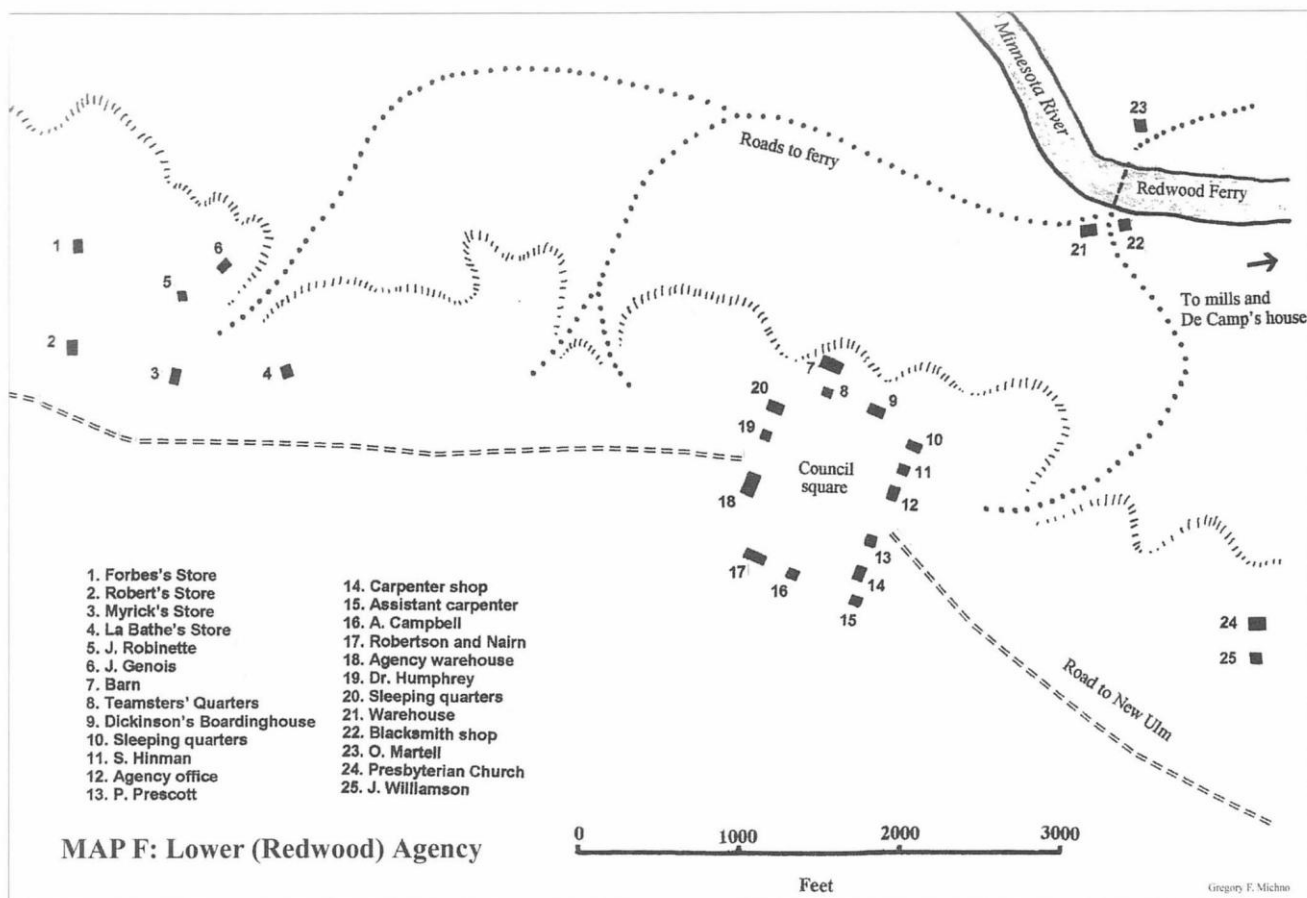 Minnesota River
23
Roads to ferry
Redwood Ferry
1
6
21
22
5
To mills and
De Camp's house
2
3
4
7
8
20
9
19
10
11
Council
square
18
12
13
17
16
14
15
24
25
Road to New Ulm
1. Forbes's Store
2. Robert's Store
3. Myrick's Store
4. La Bathe's Store
5. J. Robinette
6. J. Genois
7. Barn
8. Teamsters' Quarters
9. Dickinson's Boardinghouse
10. Sleeping quarters
11. S. Hinman
12. Agency office
13. P. Prescott
14. Carpenter shop
15. Assistant carpenter
16. A. Campbell
17. Robertson and Nairn
18. Agency warehouse
19. Dr. Humphrey
20. Sleeping quarters
21. Warehouse
22. Blacksmith shop
23. O. Martell
24. Presbyterian Church
25. J. Williamson
MAP F: Lower (Redwood) Agency
0 1000 2000 3000
Feet
Gregory F. Michno